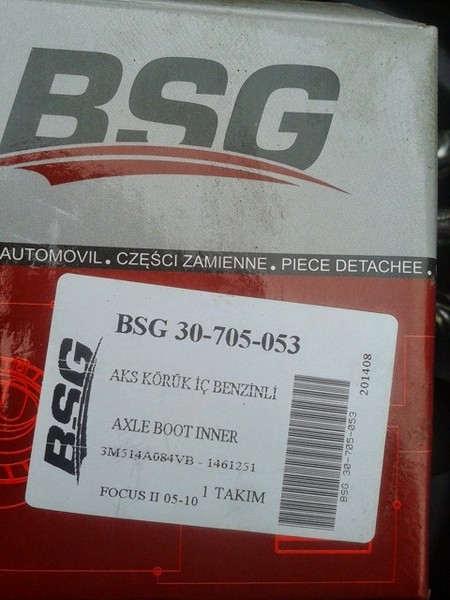 BSG
AUTOMOVIL. CZĘŚCI ZAMIENNE. PIECE DETACHEE.
BSG 30-705-053
AKS KÖRÜK İÇ BENZİNLİ
AXLE BOOT INNER
3M514A084VB - 1461251
FOCUS II 05-10 1 TAKIM
BSG
BSG 30-705-053
201408